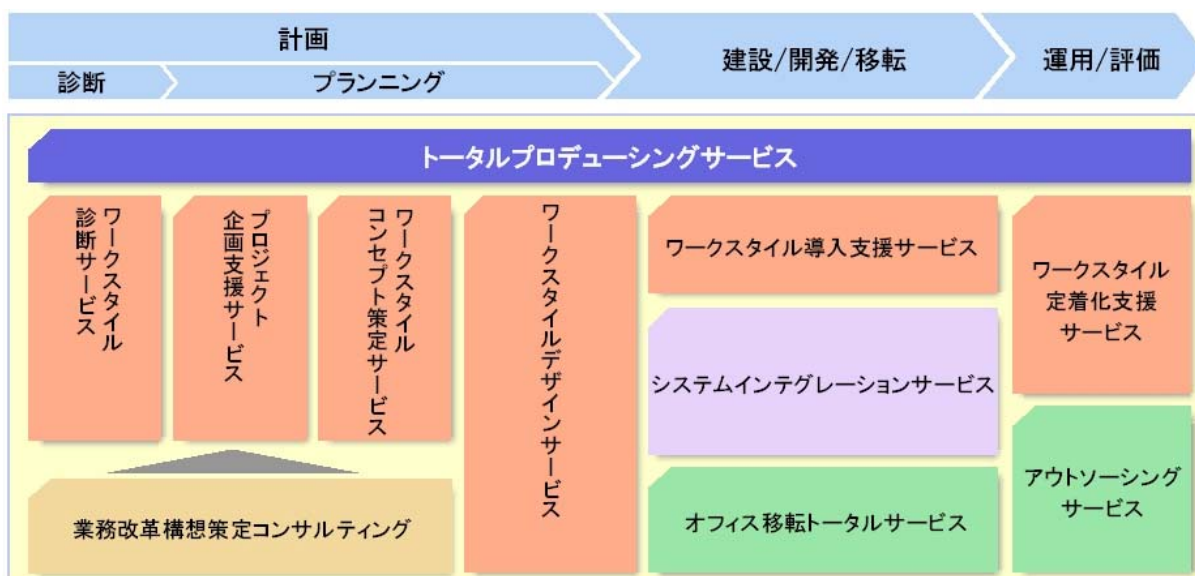 計画
診断
プランニング
建設/開発/移転
運用/評価
トータルプロデューシングサービス
ワークスタイル
診断サービス
プロジェクト
企画支援サービス
ワークスタイル
コンセプト策定サービス
ワークスタイルデザインサービス
ワークスタイル導入支援サービス
システムインテグレーションサービス
オフィス移転トータルサービス
ワークスタイル
定着化支援
サービス
アウトソーシング
サービス
業務改革構想策定コンサルティング